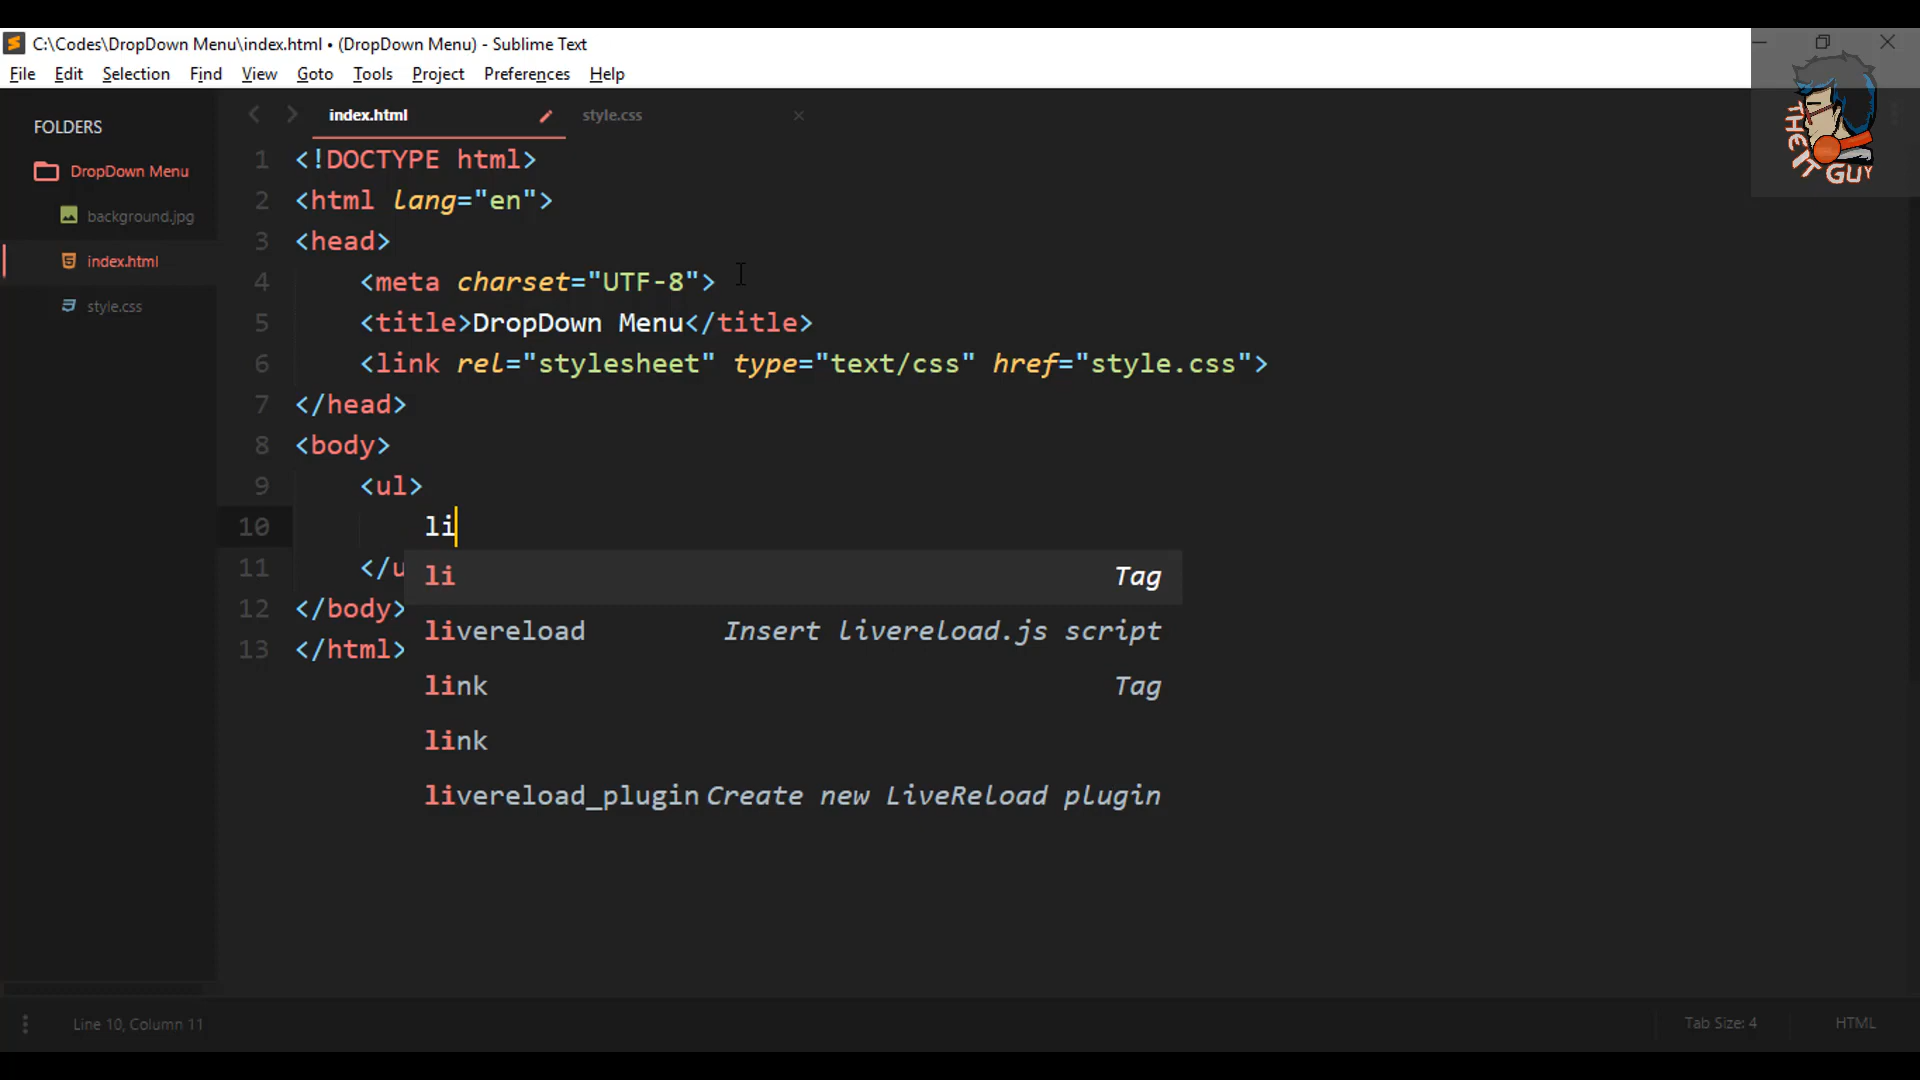 C:\Codes\DropDown Menu\index.html • (DropDown Menu) - Sublime Text
File Edit Selection Find View Goto Tools Project Preferences Help
THE IT GUY
FOLDERS
DropDown Menu
background.jpg
index.html
style.css
index.html style.css
1 <!DOCTYPE html>
2 <html lang="en">
3 <head>
4 <meta charset="UTF-8">
5 <title>DropDown Menu</title>
6 <link rel="stylesheet" type="text/css" href="style.css">
7 </head>
8 <body>
9 <ul>
10 li
11 </u
12 </body>
13 </html>
li Tag
livereload Insert livereload.js script
link Tag
link
livereload_plugin Create new LiveReload plugin
Line 10, Column 11 Tab Size: 4 HTML